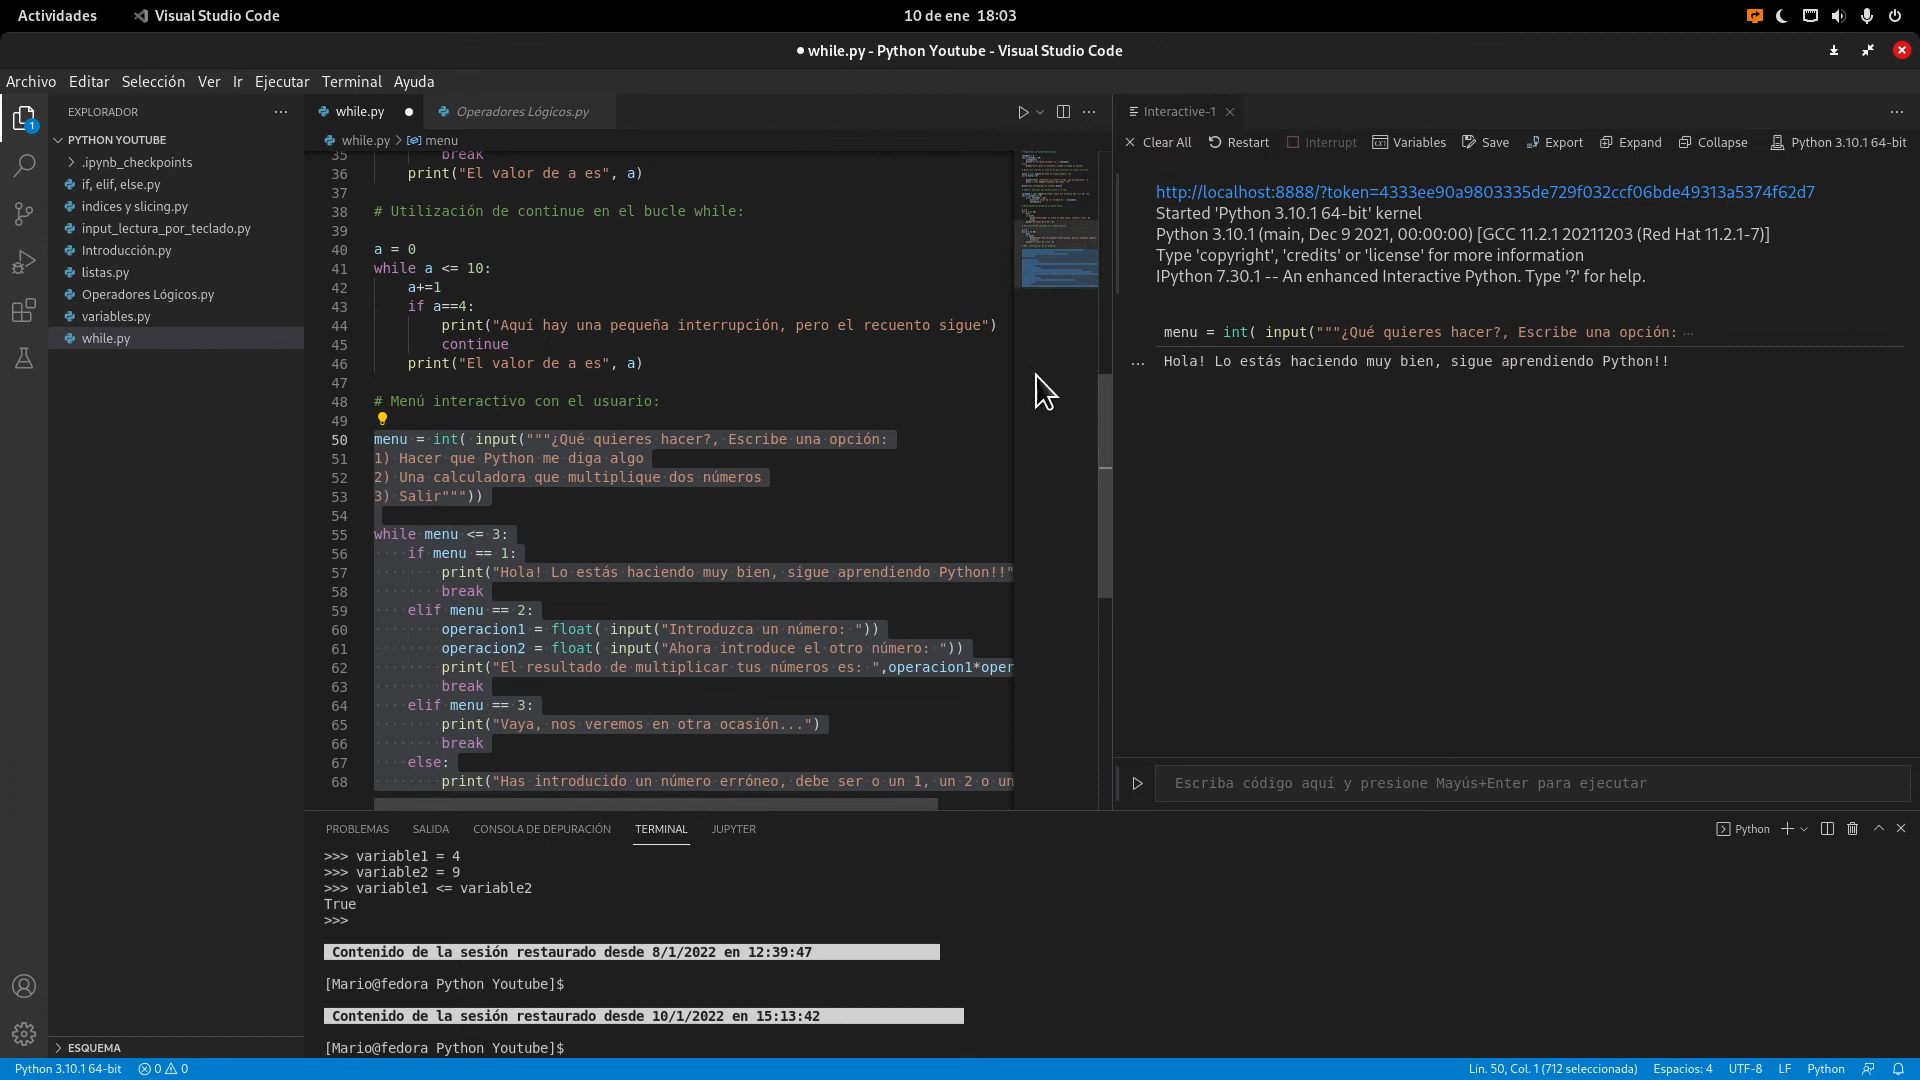 Actividades
Visual Studio Code
10 de ene 18:03
● while.py - Python Youtube - Visual Studio Code
Archivo Editar Selección Ver Ir Ejecutar Terminal Ayuda
1
EXPLORADOR
PYTHON YOUTUBE
.ipynb_checkpoints
if, elif, else.py
indices y slicing.py
input_lectura_por_teclado.py
Introducción.py
listas.py
Operadores Lógicos.py
variables.py
while.py
ESQUEMA
while.py
Operadores Lógicos.py
while.py > menu
35 break
36 print("El valor de a es", a)
37
38 # Utilización de continue en el bucle while:
39
40 a = 0
41 while a <= 10:
42 a+=1
43 if a==4:
44 print("Aquí hay una pequeña interrupción, pero el recuento sigue")
45 continue
46 print("El valor de a es", a)
47
48 # Menú interactivo con el usuario:
49
50 menu = int( input("""¿Qué quieres hacer?, Escribe una opción:
51 1) Hacer que Python me diga algo
52 2) Una calculadora que multiplique dos números
53 3) Salir"""))
54
55 while menu <= 3:
56 if menu == 1:
57 print("Hola! Lo estás haciendo muy bien, sigue aprendiendo Python!!"
58 break
59 elif menu == 2:
60 operacion1 = float( input("Introduzca un número: "))
61 operacion2 = float( input("Ahora introduce el otro número: "))
62 print("El resultado de multiplicar tus números es: ",operacion1*oper
63 break
64 elif menu == 3:
65 print("Vaya, nos veremos en otra ocasión...")
66 break
67 else:
68 print("Has introducido un número erróneo, debe ser o un 1, un 2 o un
Interactive-1
Clear All Restart Interrupt Variables Save Export Expand Collapse Python 3.10.1 64-bit
http://localhost:8888/?token=4333ee90a9803335de729f032ccf06bde49313a5374f62d7
Started 'Python 3.10.1 64-bit' kernel
Python 3.10.1 (main, Dec 9 2021, 00:00:00) [GCC 11.2.1 20211203 (Red Hat 11.2.1-7)]
Type 'copyright', 'credits' or 'license' for more information
IPython 7.30.1 -- An enhanced Interactive Python. Type '?' for help.
menu = int( input("""¿Qué quieres hacer?, Escribe una opción: ...
Hola! Lo estás haciendo muy bien, sigue aprendiendo Python!!
Escriba código aquí y presione Mayús+Enter para ejecutar
PROBLEMAS SALIDA CONSOLA DE DEPURACIÓN TERMINAL JUPYTER
Python
>>> variable1 = 4
>>> variable2 = 9
>>> variable1 <= variable2
True
>>>
Contenido de la sesión restaurado desde 8/1/2022 en 12:39:47
[Mario@fedora Python Youtube]$
Contenido de la sesión restaurado desde 10/1/2022 en 15:13:42
[Mario@fedora Python Youtube]$
Python 3.10.1 64-bit 0 0
Lín. 50, Col. 1 (712 seleccionada) Espacios: 4 UTF-8 LF Python